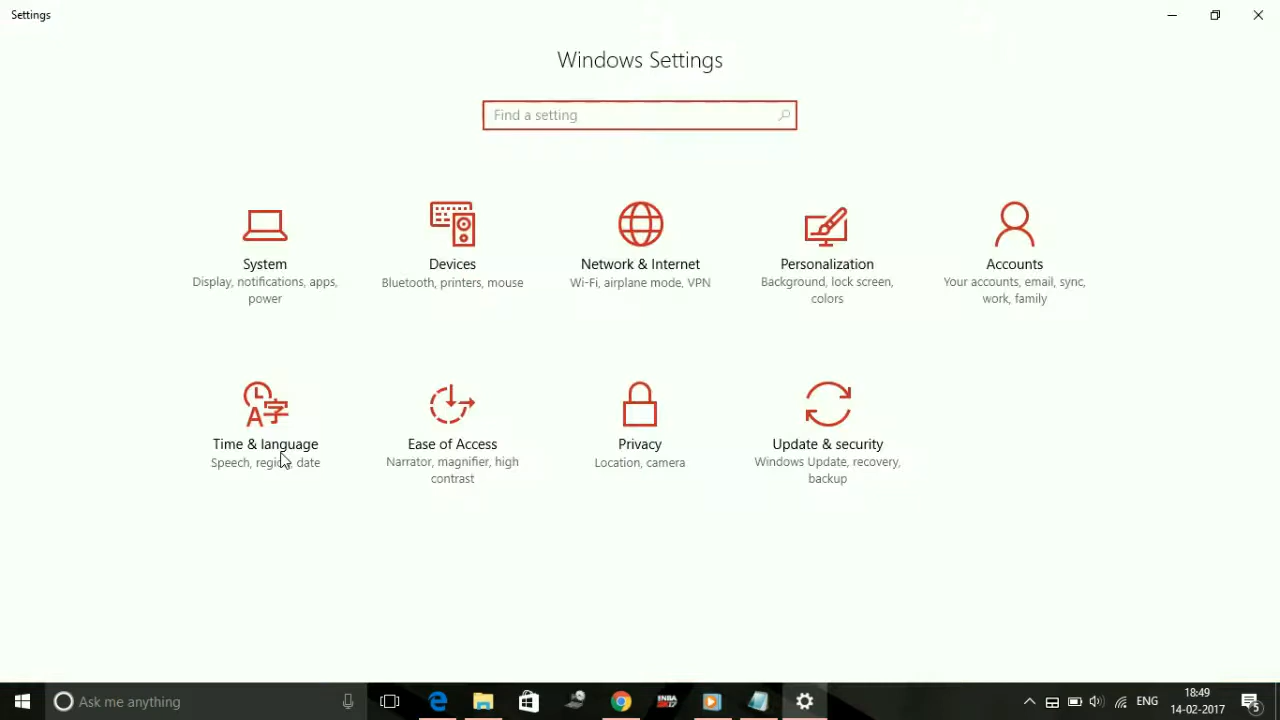 Settings
Windows Settings
Find a setting
System
Display, notifications, apps,
power
Devices
Bluetooth, printers, mouse
Network & Internet
Wi-Fi, airplane mode, VPN
Personalization
Background, lock screen,
colors
Accounts
Your accounts, email, sync,
work, family
A字
Time & language
Speech, region, date
Ease of Access
Narrator, magnifier, high
contrast
Privacy
Location, camera
Update & security
Windows Update, recovery,
backup
Ask me anything
ENG
18:49
14-02-2017
5